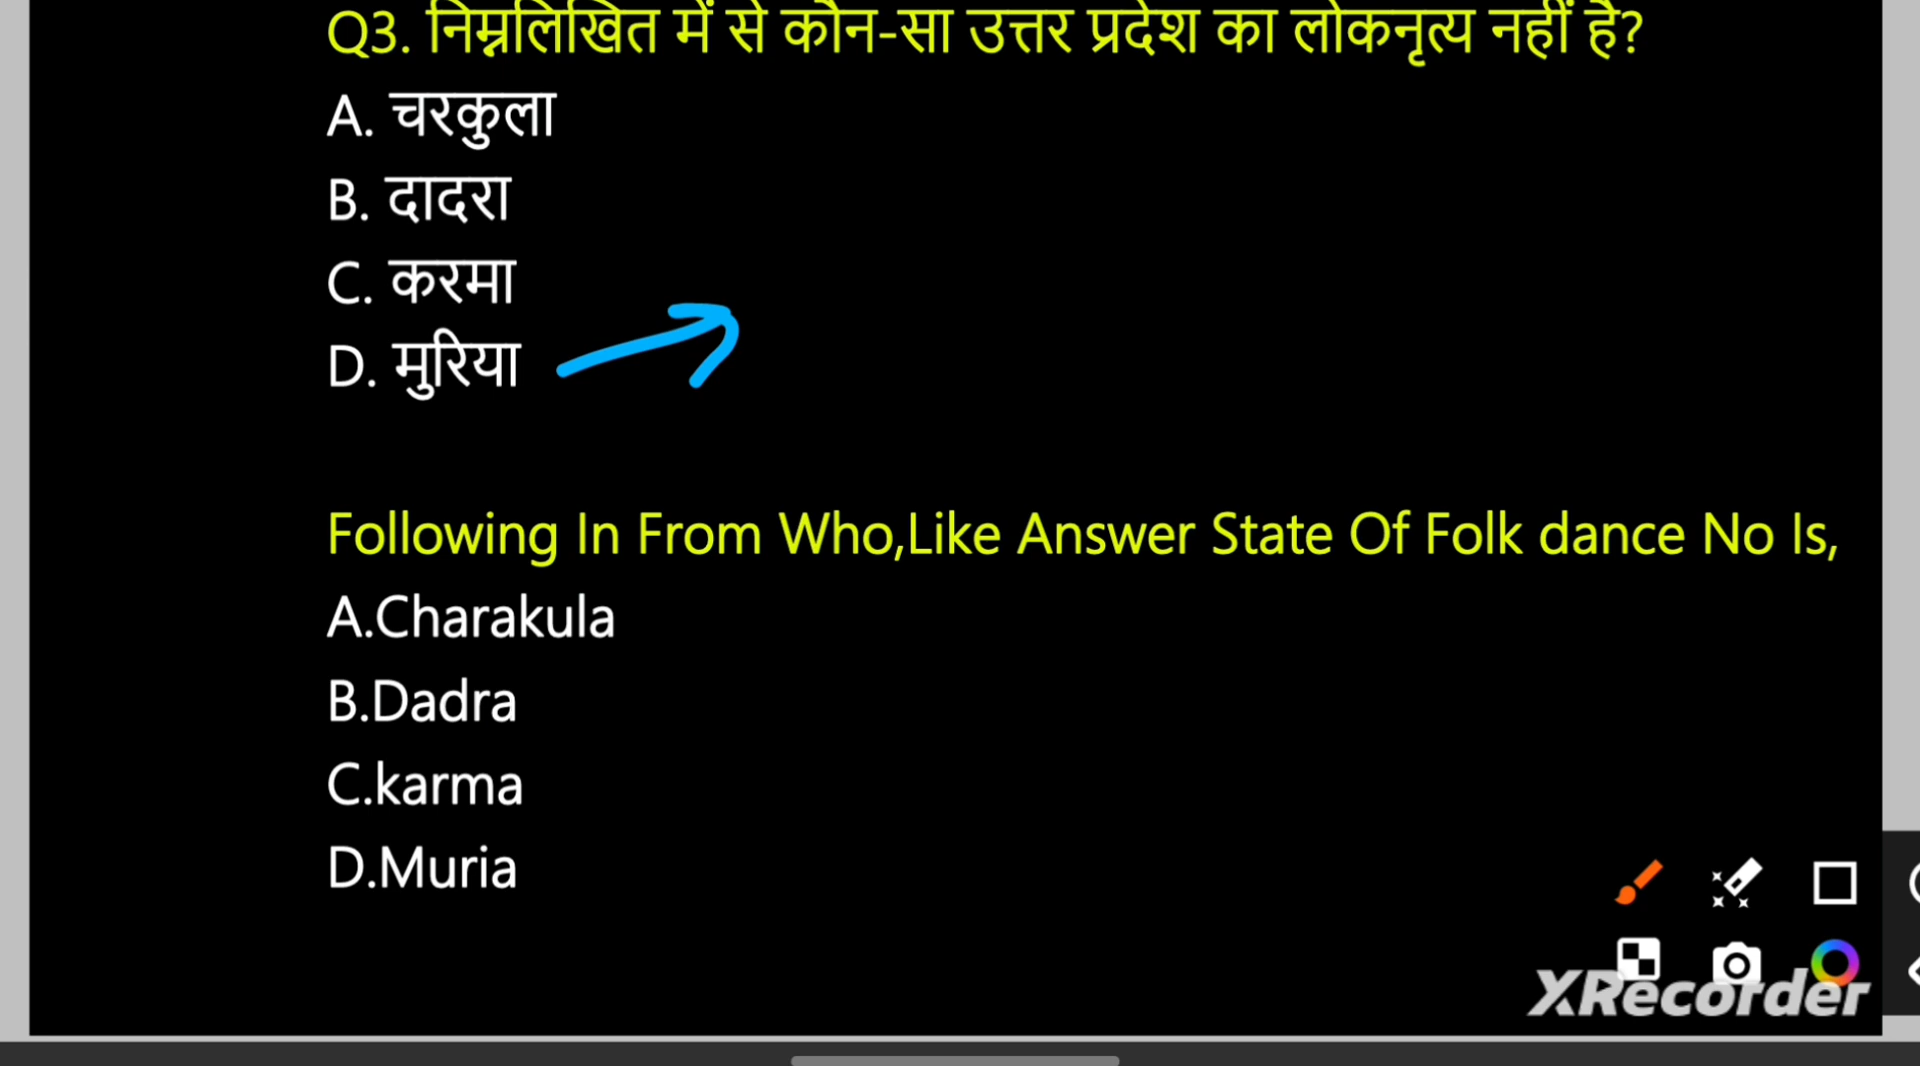 Q3. निम्नलिखित में से कौन-सा उत्तर प्रदेश का लोकनृत्य नहीं है?
A. चरकुला
B. दादरा
C. करमा
D. मुरिया
Following In From Who,Like Answer State Of Folk dance No Is,
A.Charakula
B.Dadra
C.karma
D.Muria
XRecorder